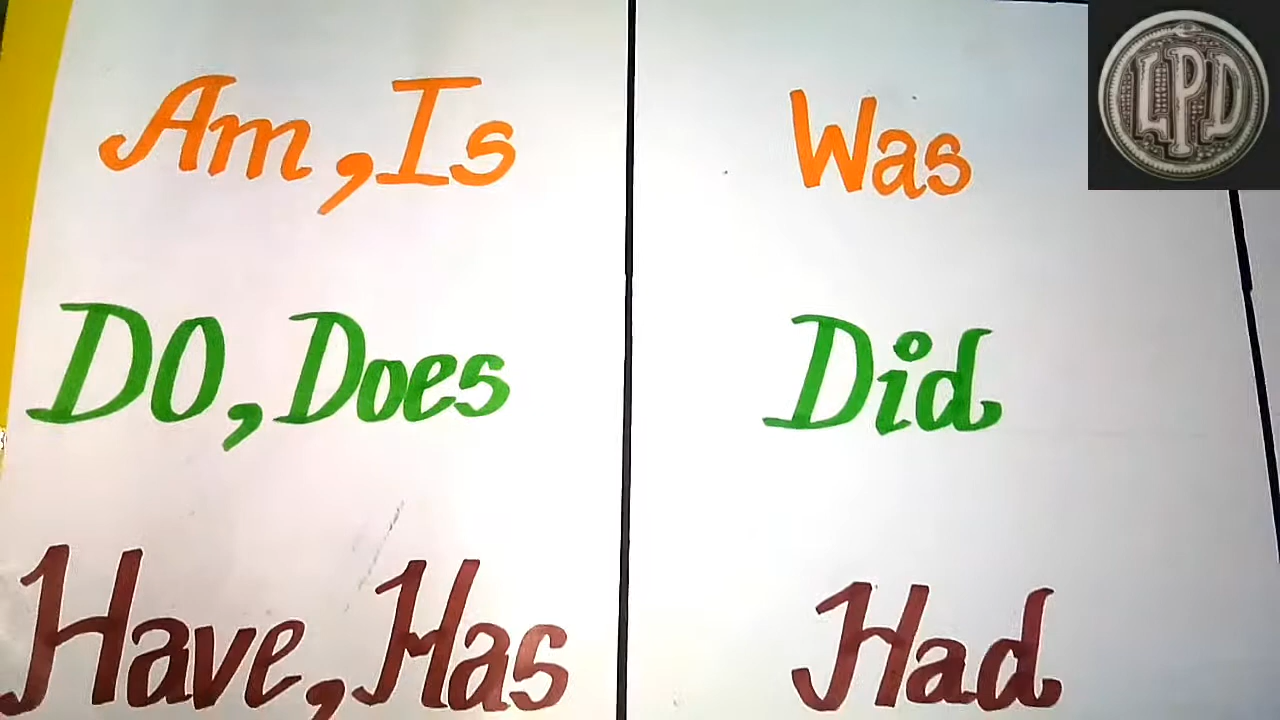 Am, Is
Was
DO, Does
Did
Have, Has
Had
LPD